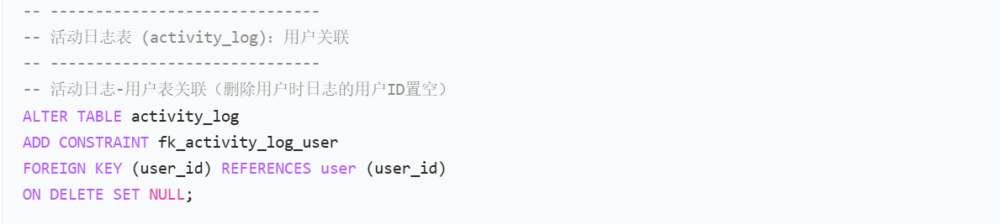 -- ------------------------------
-- 活动日志表 (activity_log)：用户关联
-- ------------------------------
-- 活动日志-用户表关联（删除用户时日志的用户ID置空）
ALTER TABLE activity_log
ADD CONSTRAINT fk_activity_log_user
FOREIGN KEY (user_id) REFERENCES user (user_id)
ON DELETE SET NULL;